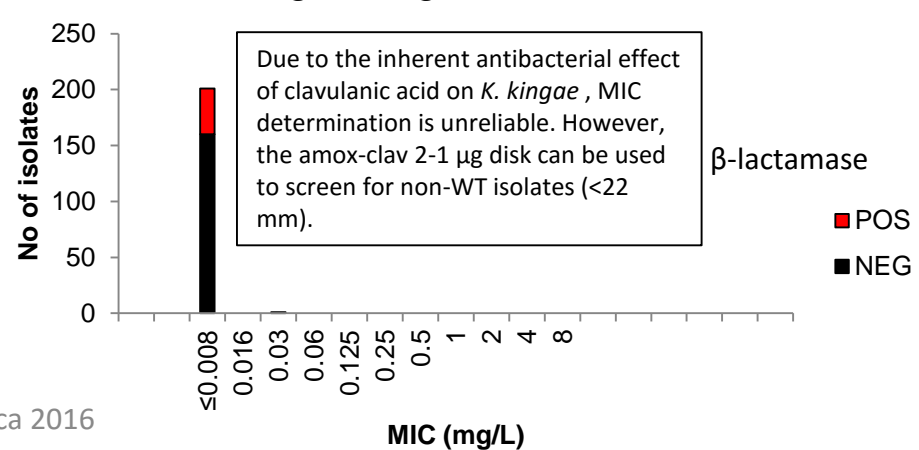 250
200
150
100
50
0
No of isolates
Due to the inherent antibacterial effect
of clavulanic acid on K. kingae , MIC
determination is unreliable. However,
the amox-clav 2-1 µg disk can be used
to screen for non-WT isolates (<22
mm).
β-lactamase
POS
NEG
≤0.008
0.016
0.03
0.06
0.125
0.25
0.5
1
2
4
8
MIC (mg/L)
ca 2016